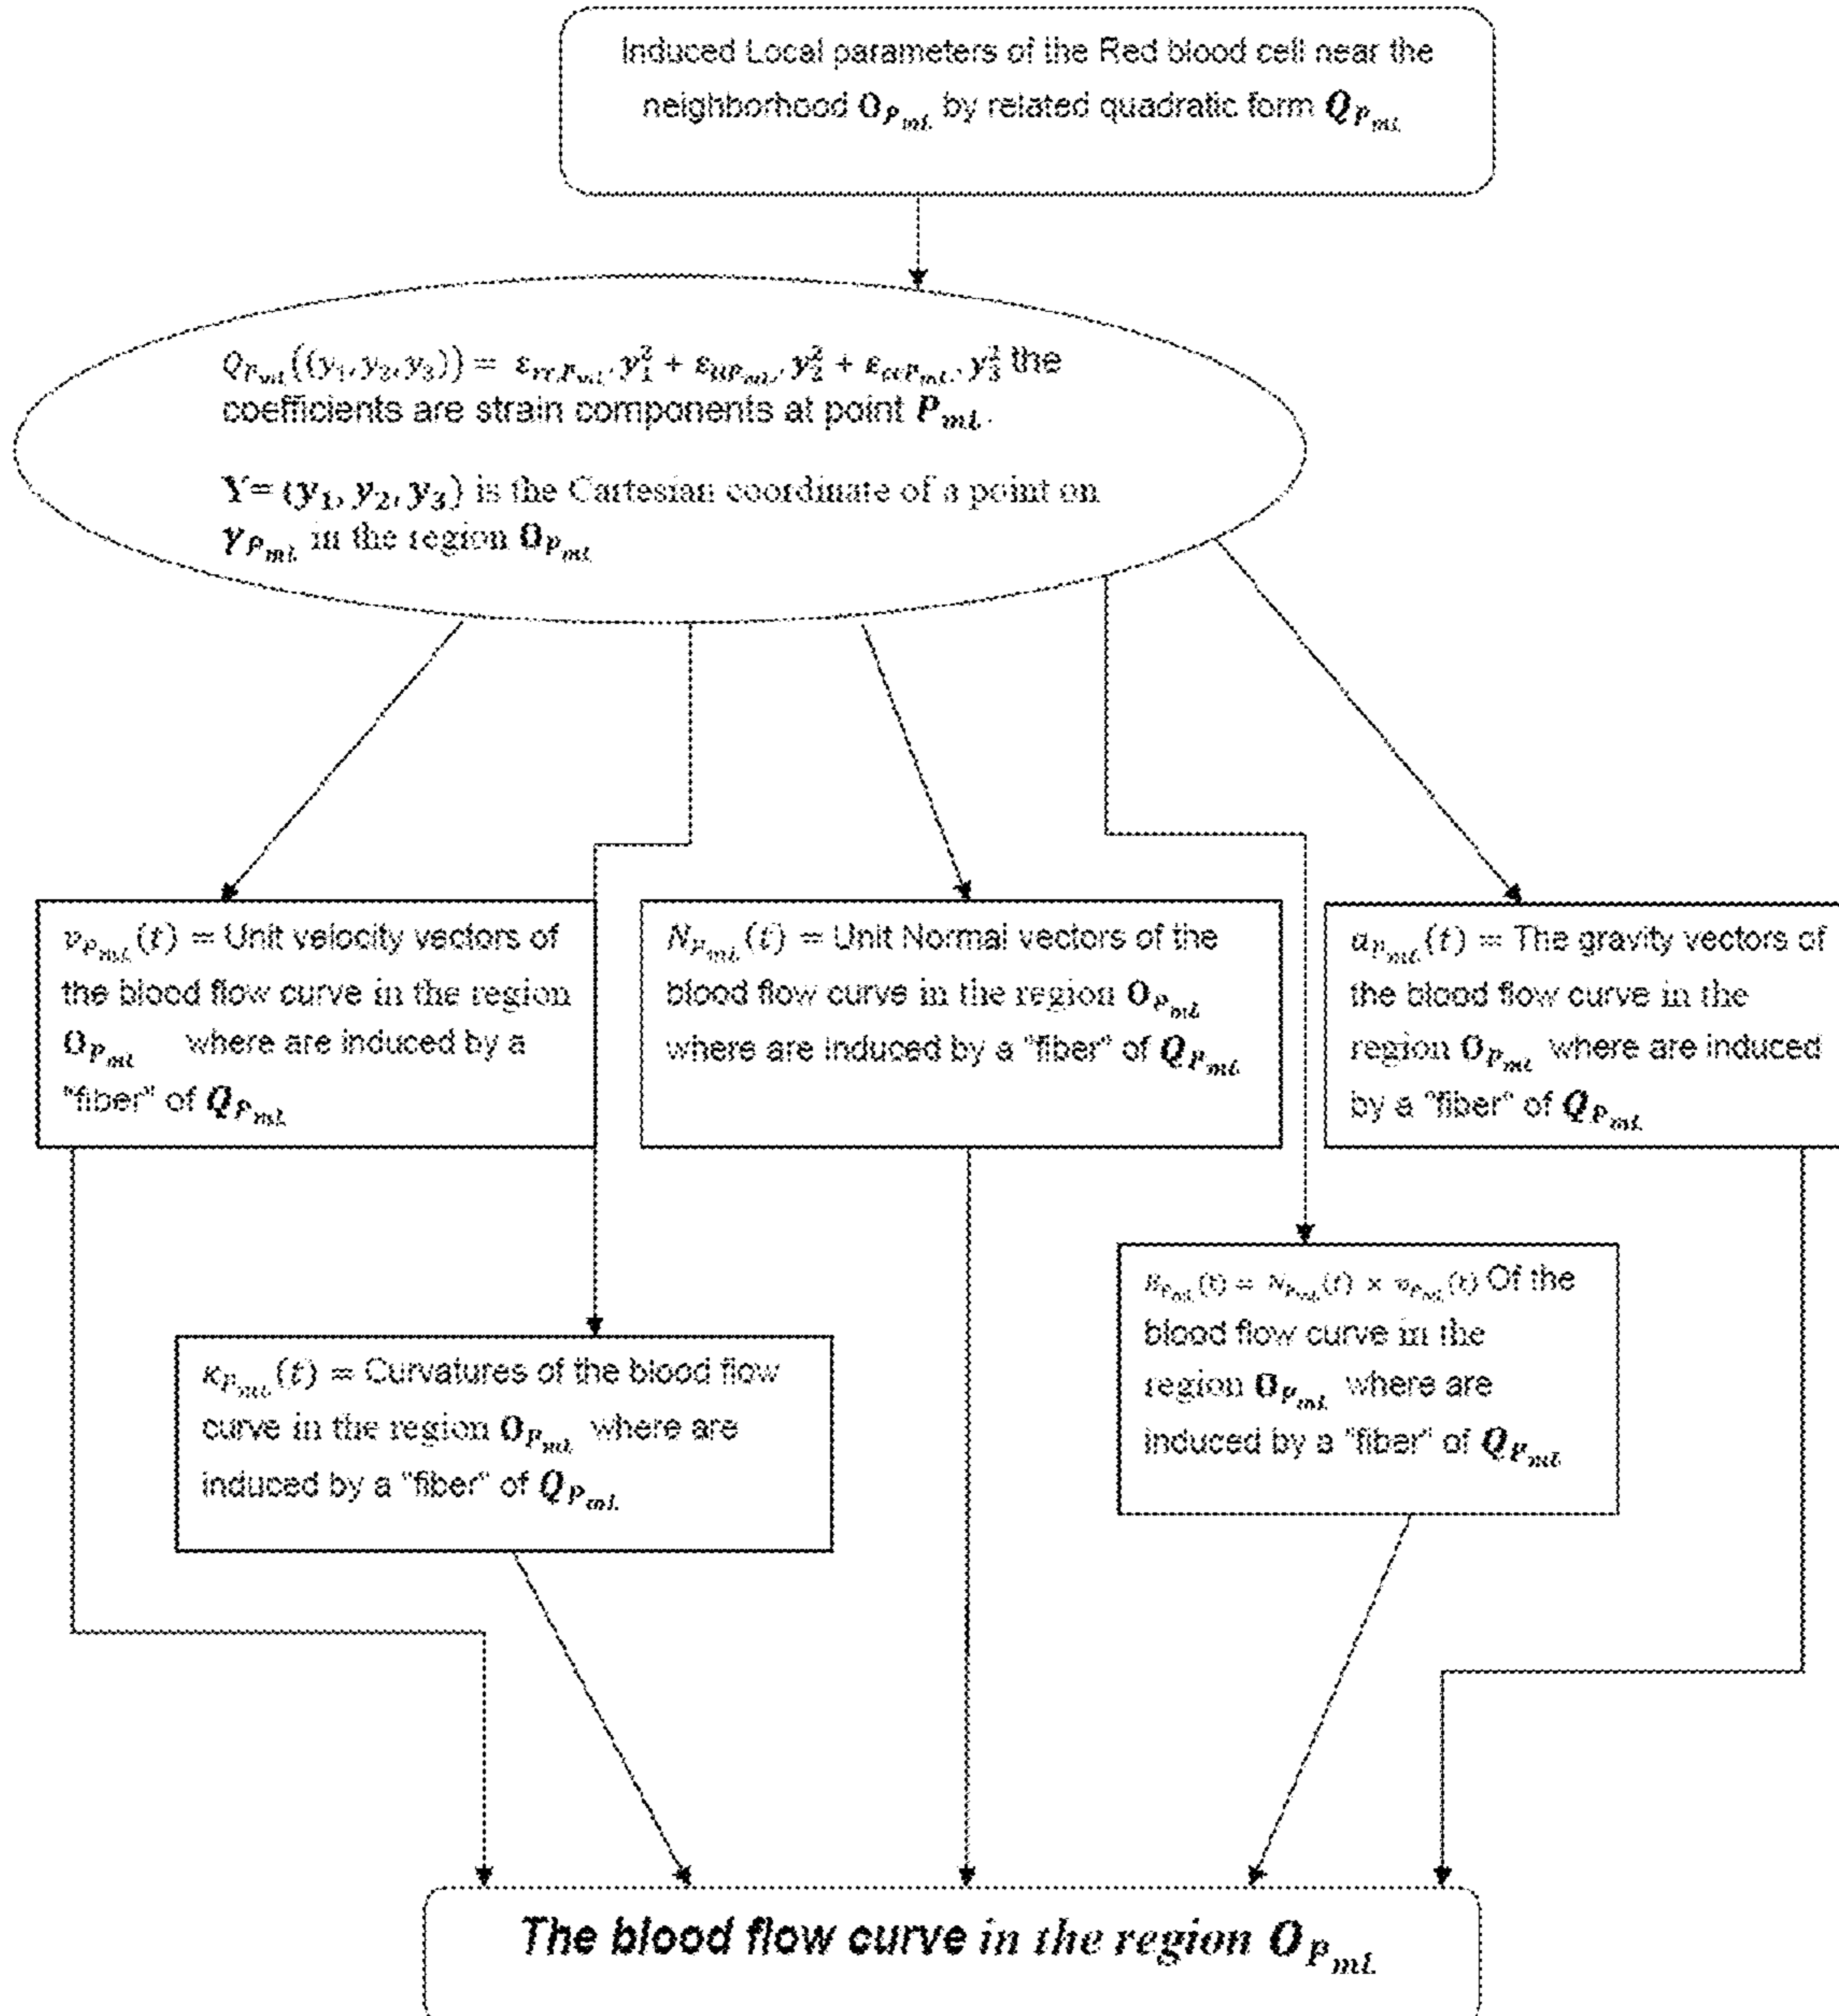 Induced Local parameters of the Red blood cell near the
neighborhood O_{P_{ml.}} by related quadratic form Q_{P_{ml.}}
Q_{P_{ml.}}((y_1, y_2, y_3)) = ε_{rr,P_{ml.}}. y_1^2 + ε_{llP_{ml.}}. y_2^2 + ε_{ccP_{ml.}}. y_3^2 the
coefficients are strain components at point P_{ml.}.
Y= (y_1, y_2, y_3) is the Cartesian coordinate of a point on
γ_{P_{ml.}} in the region O_{P_{ml.}}
v_{P_{ml.}}(t) = Unit velocity vectors of
the blood flow curve in the region
O_{P_{ml.}} where are induced by a
"fiber" of Q_{P_{ml.}}
N_{P_{ml.}}(t) = Unit Normal vectors of the
blood flow curve in the region O_{P_{ml.}}
where are induced by a "fiber" of Q_{P_{ml.}}
a_{P_{ml.}}(t) = The gravity vectors of
the blood flow curve in the
region O_{P_{ml.}} where are induced
by a "fiber" of Q_{P_{ml.}}
κ_{P_{ml.}}(t) = Curvatures of the blood flow
curve in the region O_{P_{ml.}} where are
induced by a "fiber" of Q_{P_{ml.}}
B_{P_{ml.}}(t) = N_{P_{ml.}}(t) × v_{P_{ml.}}(t) Of the
blood flow curve in the
region O_{P_{ml.}} where are
induced by a "fiber" of Q_{P_{ml.}}
The blood flow curve in the region O_{P_{ml.}}